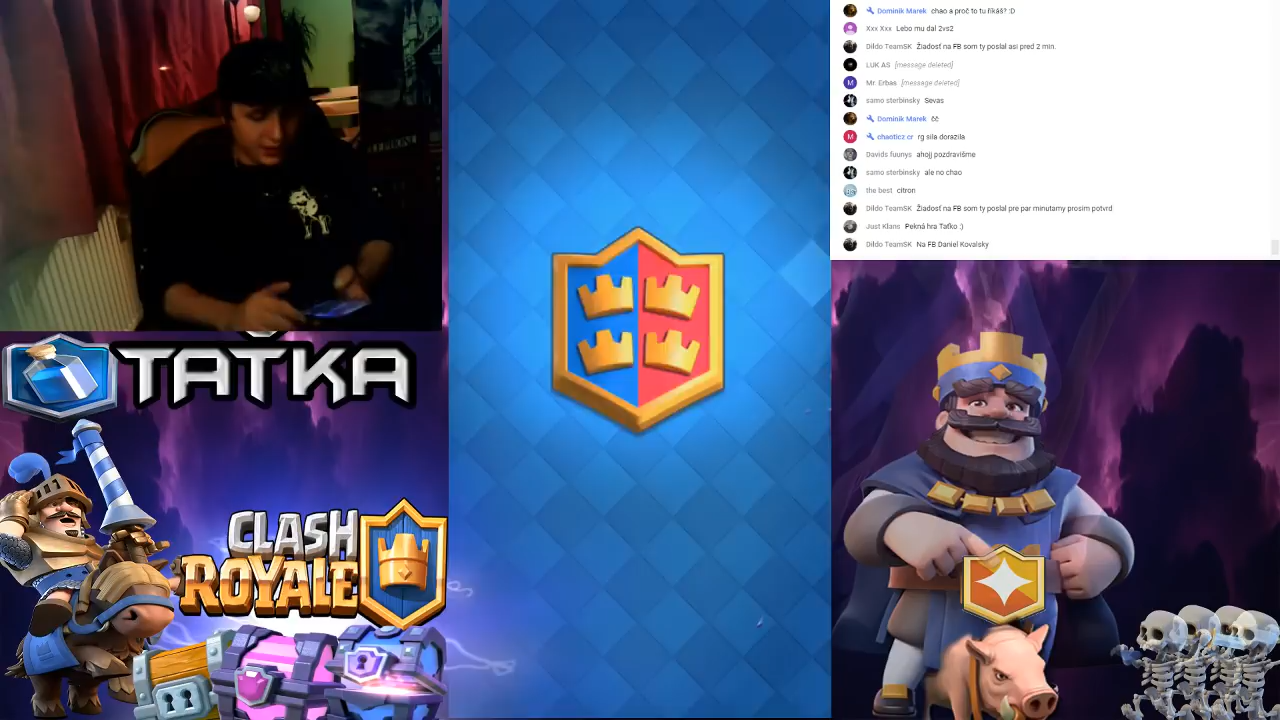 Dominik Marek chao a proč to tu říkáš? :D
Xxx Xxx Lebo mu dal 2vs2
Dildo TeamSK Žiadosť na FB som ty poslal asi pred 2 min.
LUK AS [message deleted]
M Mr. Erbas [message deleted]
samo sterbinsky Sevas
Dominik Marek čč
M chaoticz cr rg sila dorazila
Davids fuunys ahojj pozdravišme
samo sterbinsky ale no chao
the best citron
Dildo TeamSK Žiadosť na FB som ty poslal pre par minutamy prosim potvrd
Just Klans Pekná hra Taťko :)
Dildo TeamSK Na FB Daniel Kovalsky
TAŤKA
CLASH
ROYALE